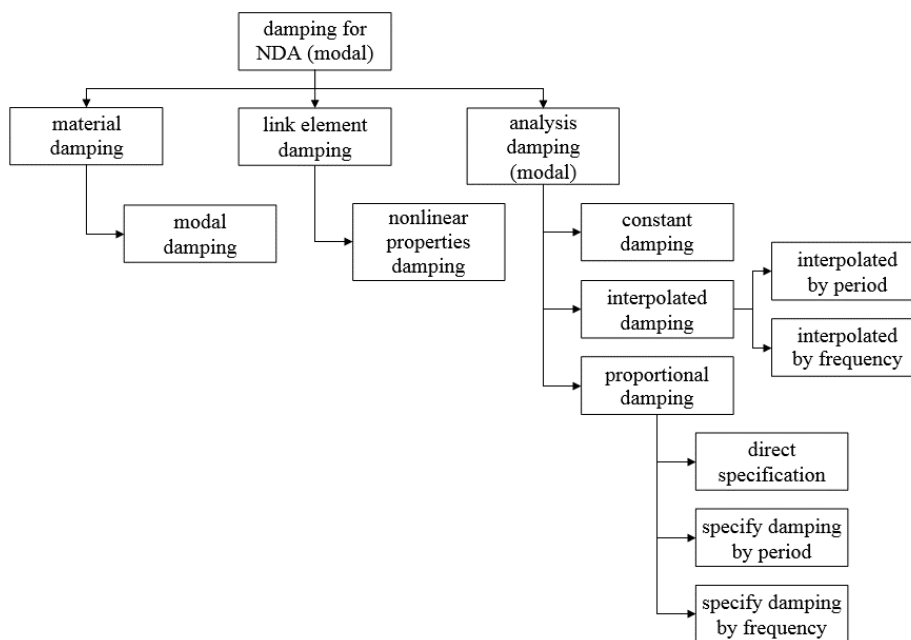 damping for
NDA (modal)
material
damping
link element
damping
analysis
damping
(modal)
modal
damping
nonlinear
properties
damping
constant
damping
interpolated
damping
interpolated
by period
interpolated
by frequency
proportional
damping
direct
specification
specify damping
by period
specify damping
by frequency